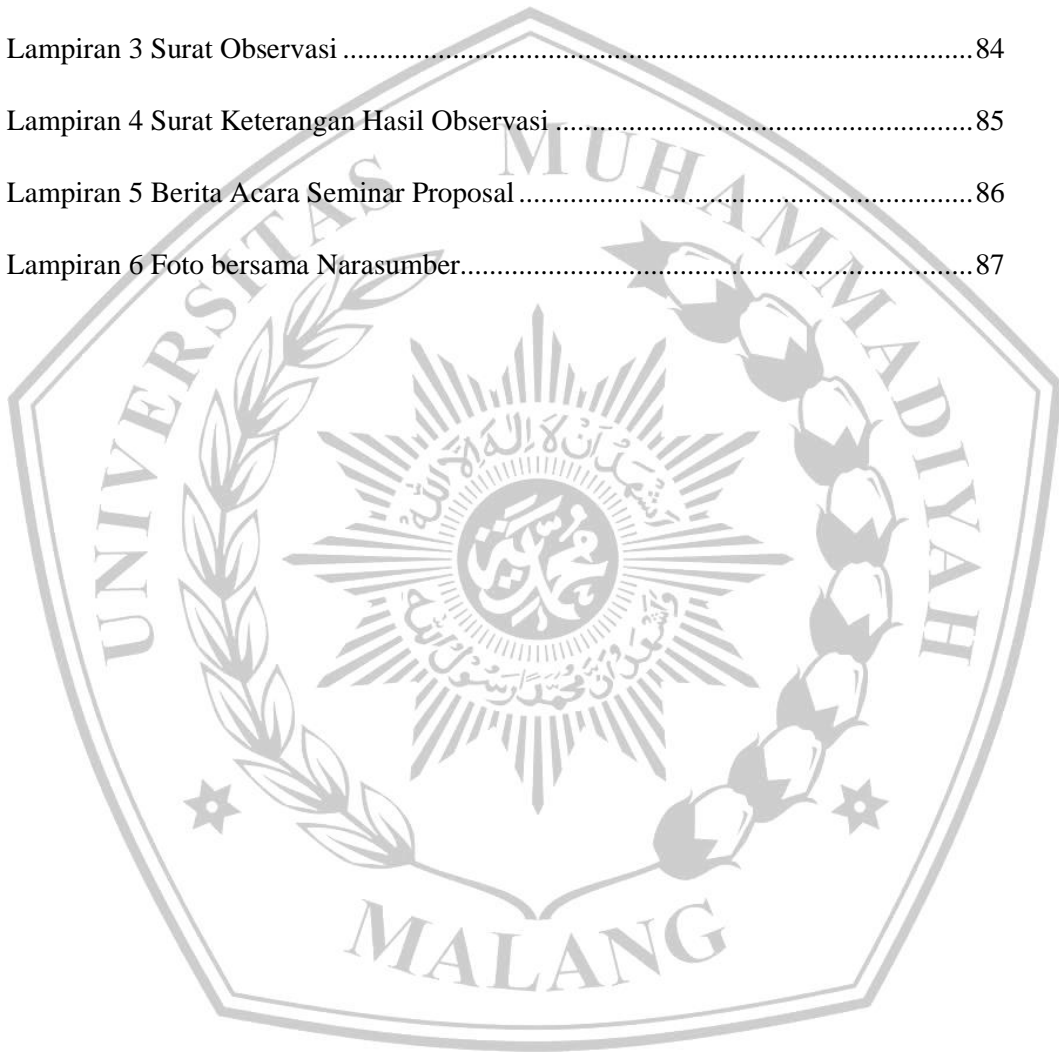 Lampiran 3 Surat Observasi ..................................................................................... 84
Lampiran 4 Surat Keterangan Hasil Observasi ........................................................ 85
Lampiran 5 Berita Acara Seminar Proposal ............................................................. 86
Lampiran 6 Foto bersama Narasumber..................................................................... 87
UNIVERSITAS MUHAMMADIYAH
MALANG